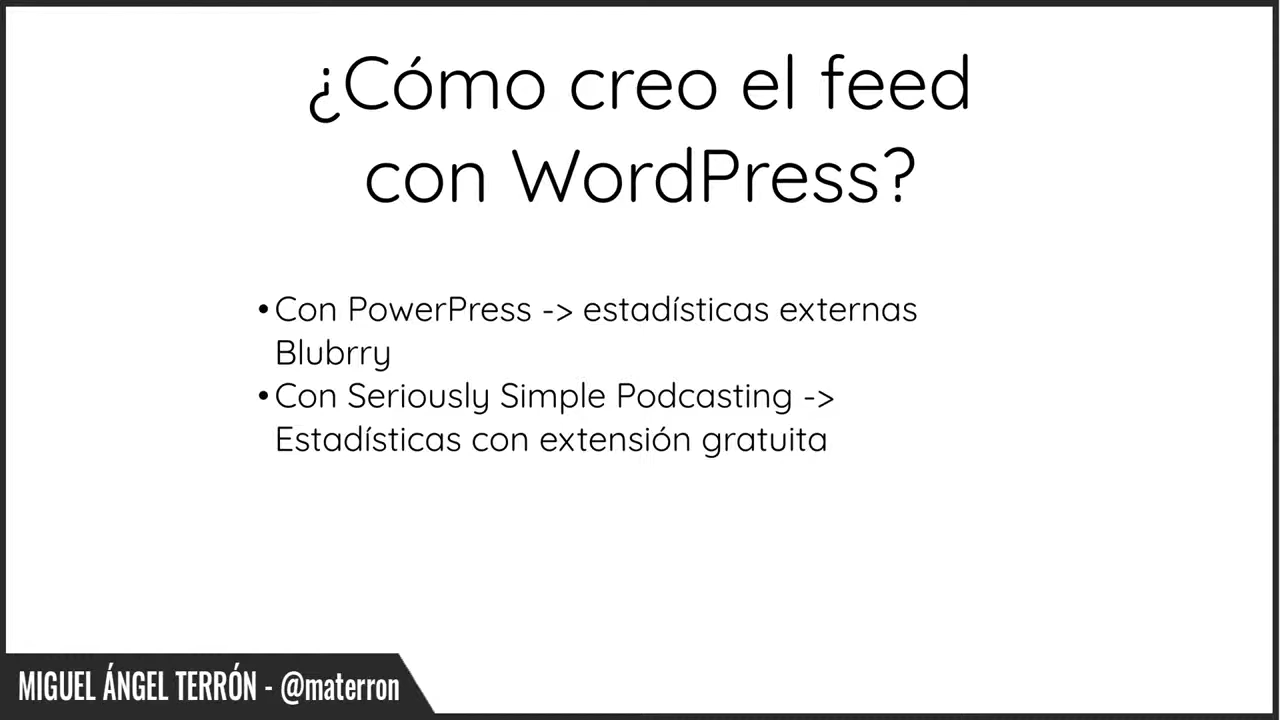 ¿Cómo creo el feed
con WordPress?
•Con PowerPress -> estadísticas externas
Blubrry
•Con Seriously Simple Podcasting ->
Estadísticas con extensión gratuita
MIGUEL ÁNGEL TERRÓN - @materron